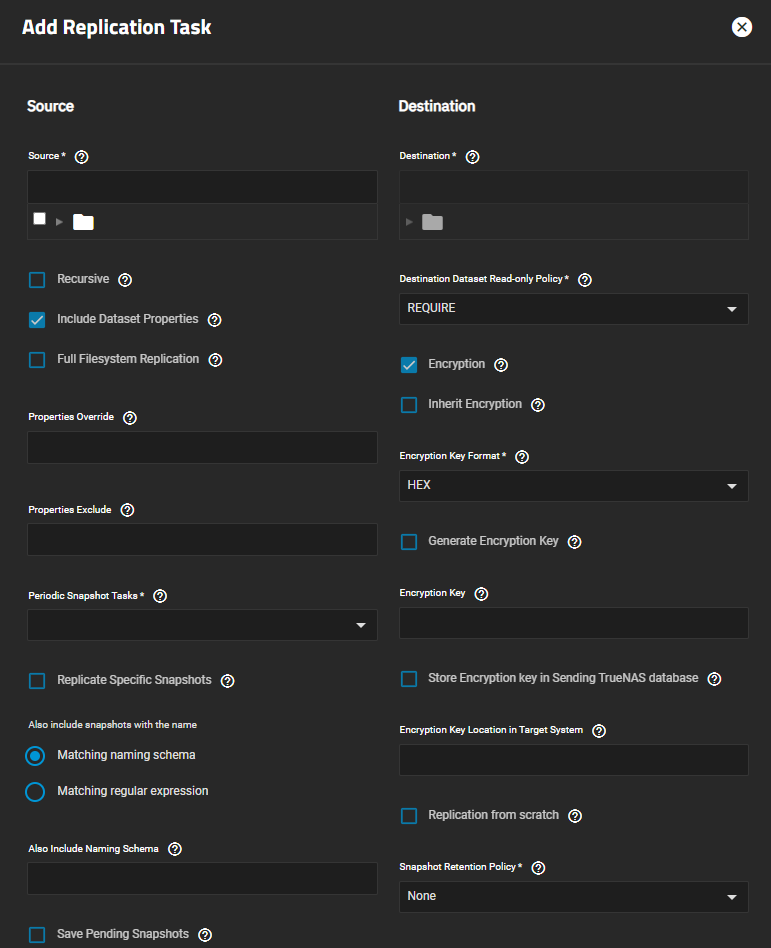 Add Replication Task
Source
Source *
Recursive
Include Dataset Properties
Full Filesystem Replication
Properties Override
Properties Exclude
Periodic Snapshot Tasks *
Replicate Specific Snapshots
Also include snapshots with the name
Matching naming schema
Matching regular expression
Also Include Naming Schema
Save Pending Snapshots
Destination
Destination *
Destination Dataset Read-only Policy *
REQUIRE
Encryption
Inherit Encryption
Encryption Key Format *
HEX
Generate Encryption Key
Encryption Key
Store Encryption key in Sending TrueNAS database
Encryption Key Location in Target System
Replication from scratch
Snapshot Retention Policy *
None